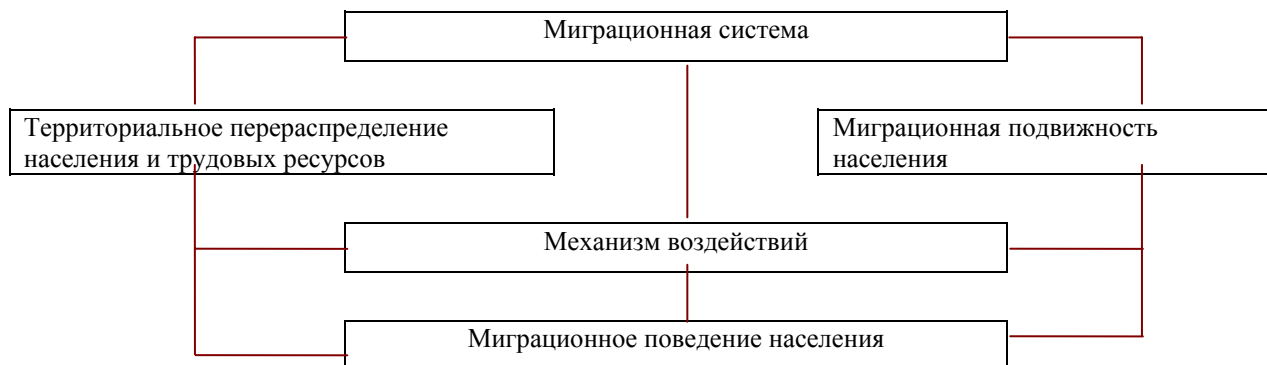 Миграционная система
Территориальное перераспределение
населения и трудовых ресурсов
Миграционная подвижность
населения
Механизм воздействий
Миграционное поведение населения